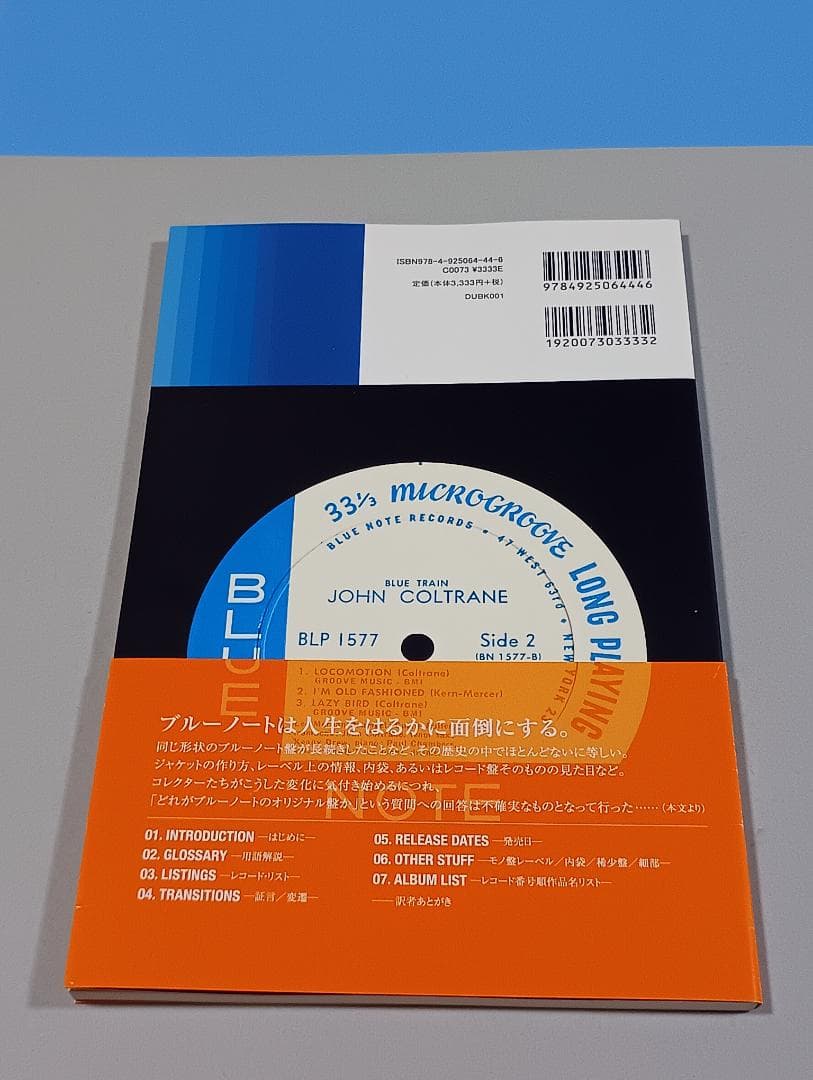 ISBN978-4-925064-44-6
C0073 ¥3333E
定価(本体3,333円+税)
DUBK001
9784925064446
1920073033332
33⅓ MICROGROOVE LONG PLAYING
BLUE NOTE RECORDS • 47 WEST 63rd • NEW YORK 23
BLUE TRAIN
JOHN COLTRANE
BLP 1577
Side 2
(BN 1577-B)
BLUE
NOTE
1. LOCOMOTION (Coltrane)
GROOVE MUSIC - BMI
2. I'M OLD FASHIONED (Kern-Mercer)
3. LAZY BIRD (Coltrane)
GROOVE MUSIC - BMI
ブルーノートは人生をはるかに面倒にする。
同じ形状のブルーノート盤が長続きしたことなど、その歴史の中でほとんどないに等しい。
ジャケットの作り方、レーベル上の情報、内袋、あるいはレコード盤そのものの見た目など。
コレクターたちがこうした変化に気付き始めるにつれ、
「どれがブルーノートのオリジナル盤か」という質問への回答は不確実なものとなって行った……(本文より)
01. INTRODUCTION ―はじめに―
02. GLOSSARY ―用語解説―
03. LISTINGS ―レコード・リスト―
04. TRANSITIONS ―証言/変遷―
05. RELEASE DATES ―発売日―
06. OTHER STUFF ―モノ盤レーベル/内袋/稀少盤/細部―
07. ALBUM LIST ―レコード番号順作品名リスト―
――訳者あとがき